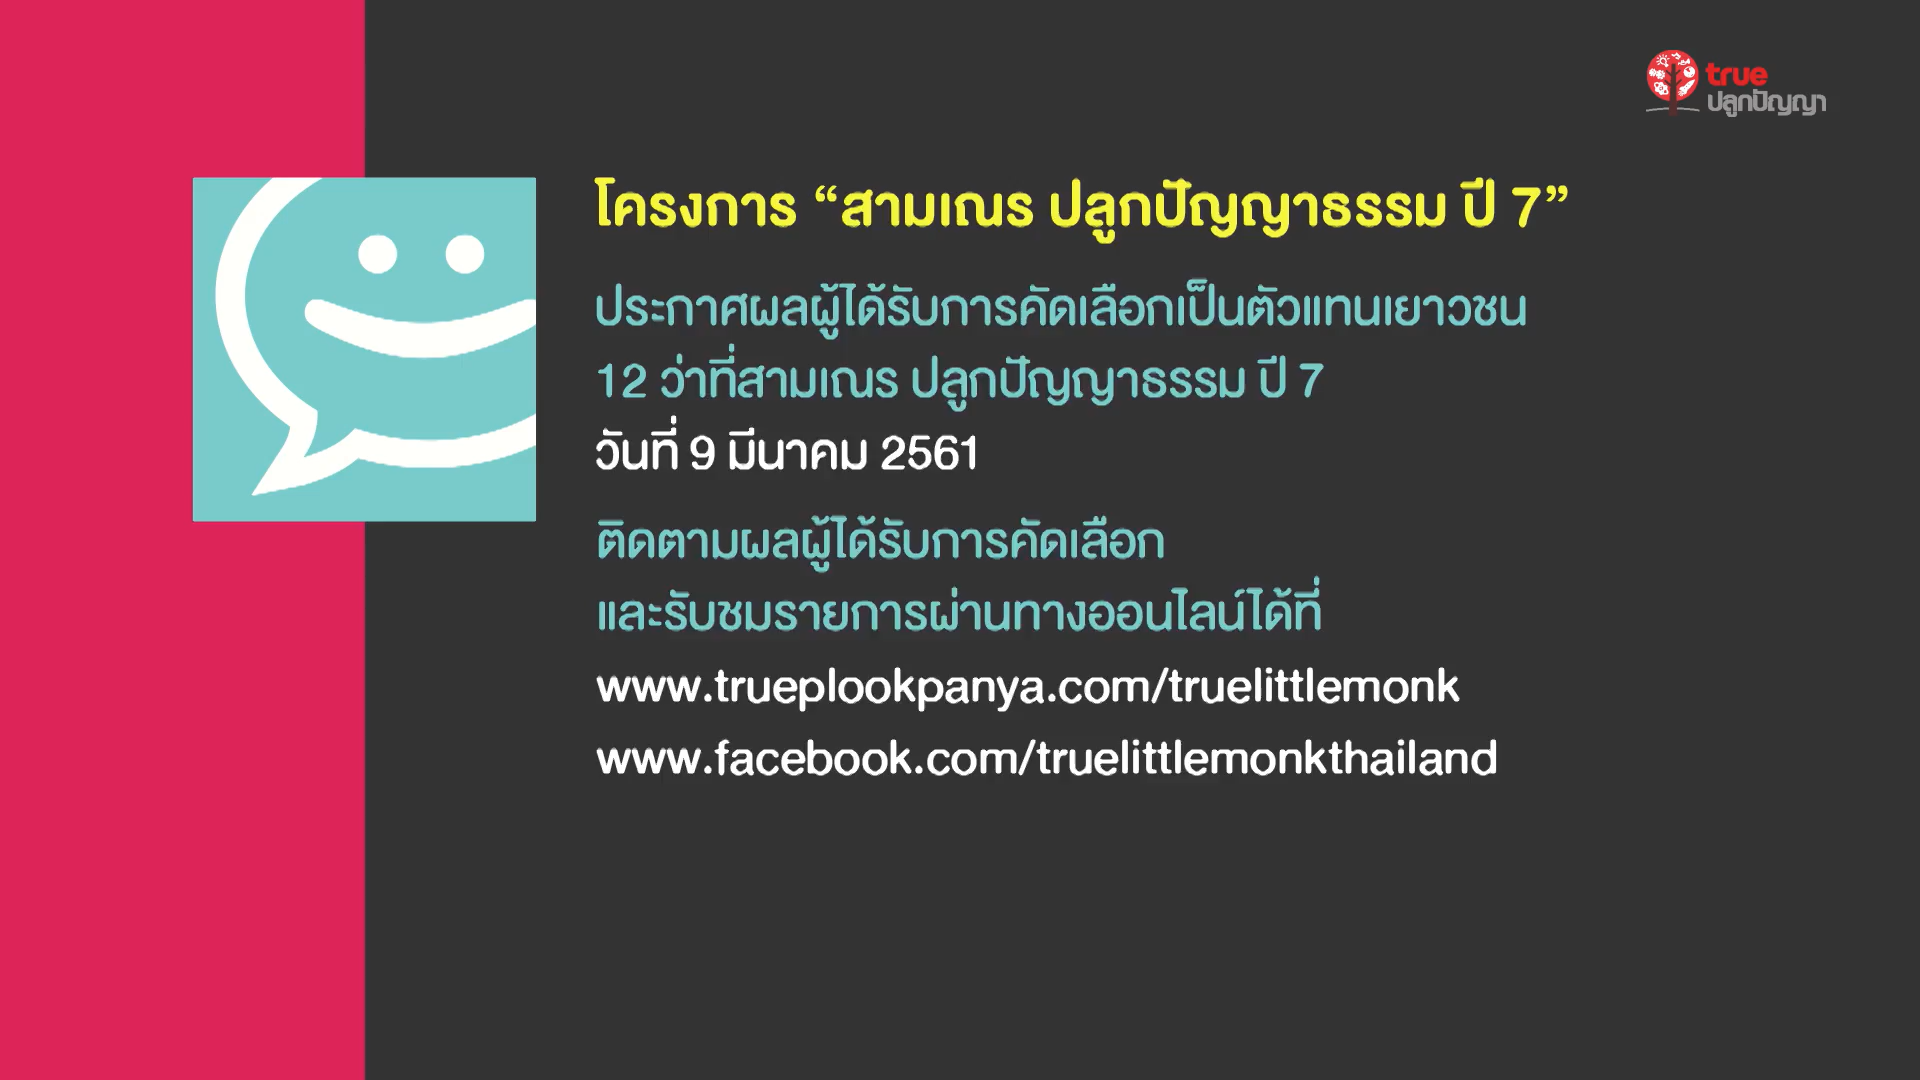 true
ปลูกปัญญา
โครงการ “สามเณร ปลูกปัญญาธรรม ปี 7”
ประกาศผลผู้ได้รับการคัดเลือกเป็นตัวแทนเยาวชน
12 ว่าที่สามเณร ปลูกปัญญาธรรม ปี 7
วันที่ 9 มีนาคม 2561
ติดตามผลผู้ได้รับการคัดเลือก
และรับชมรายการผ่านทางออนไลน์ได้ที่
www.trueplookpanya.com/truelittlemonk
www.facebook.com/truelittlemonkthailand